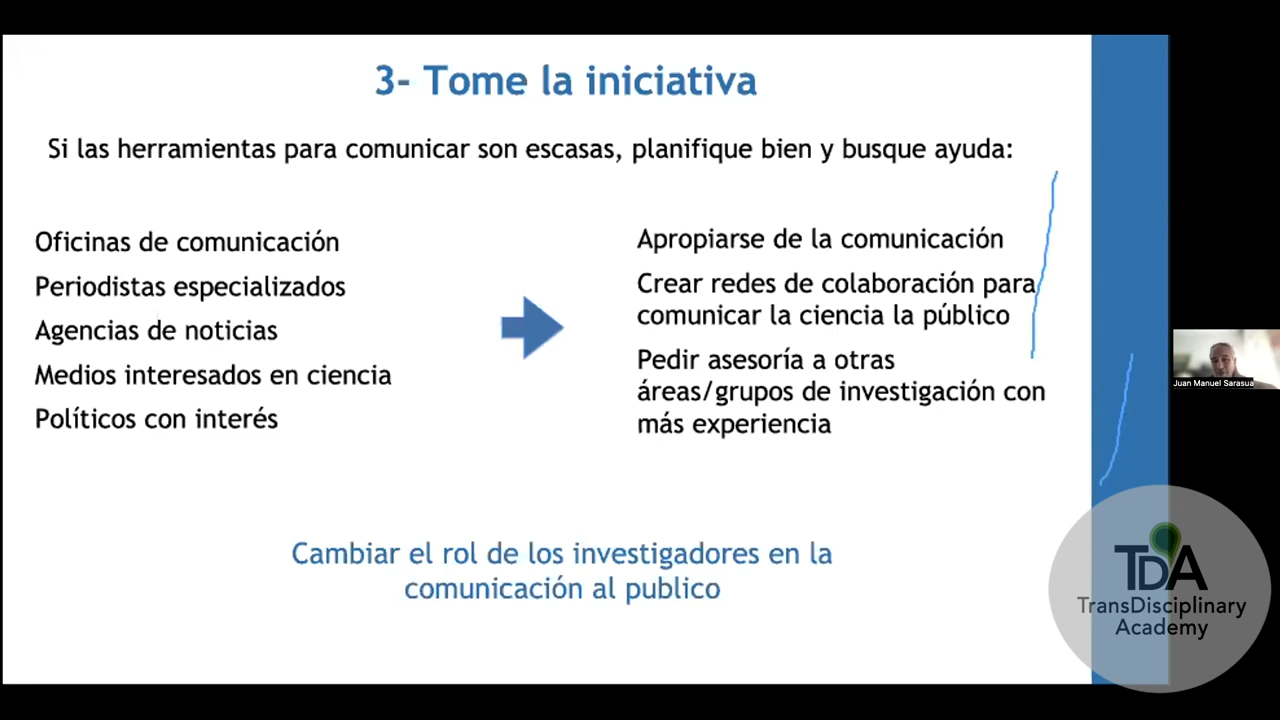 3- Tome la iniciativa
Si las herramientas para comunicar son escasas, planifique bien y busque ayuda:
Oficinas de comunicación
Periodistas especializados
Agencias de noticias
Medios interesados en ciencia
Políticos con interés
Apropiarse de la comunicación
Crear redes de colaboración para
comunicar la ciencia la público
Pedir asesoría a otras
áreas/grupos de investigación con
más experiencia
Cambiar el rol de los investigadores en la
comunicación al publico
Juan Manuel Sarasua
TDA
TransDisciplinary
Academy